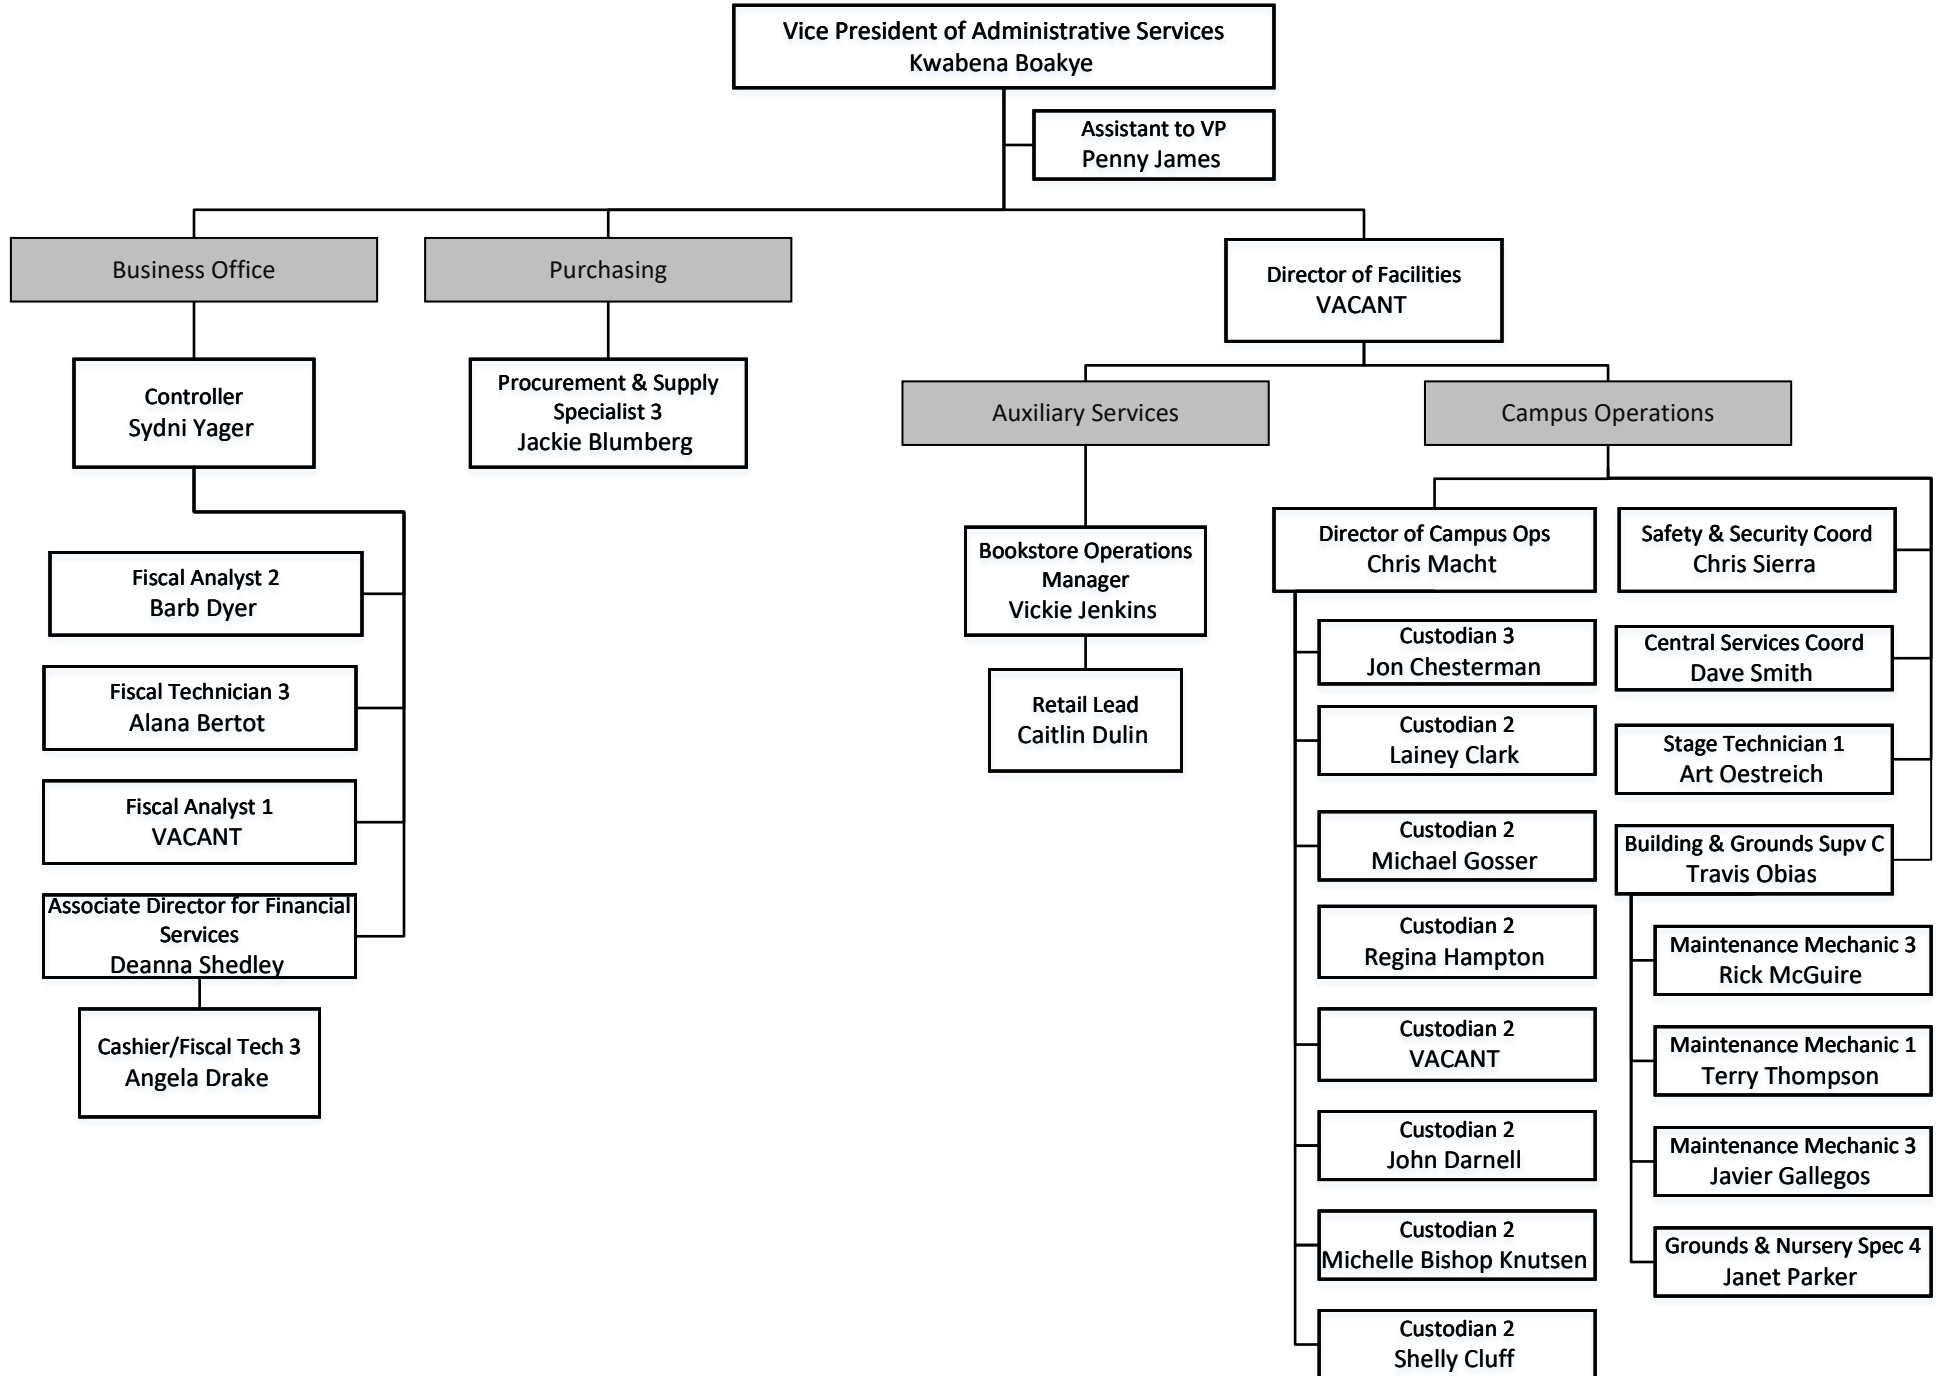 Vice President of Administrative Services
Kwabena Boakye
Assistant to VP
Penny James
Business Office
Purchasing
Director of Facilities
VACANT
Controller
Sydni Yager
Procurement & Supply
Specialist 3
Jackie Blumberg
Auxiliary Services
Campus Operations
Fiscal Analyst 2
Barb Dyer
Fiscal Technician 3
Alana Bertot
Fiscal Analyst 1
VACANT
Associate Director for Financial
Services
Deanna Shedley
Cashier/Fiscal Tech 3
Angela Drake
Bookstore Operations
Manager
Vickie Jenkins
Retail Lead
Caitlin Dulin
Director of Campus Ops
Chris Macht
Custodian 3
Jon Chesterman
Custodian 2
Lainey Clark
Custodian 2
Michael Gosser
Custodian 2
Regina Hampton
Custodian 2
VACANT
Custodian 2
John Darnell
Custodian 2
Michelle Bishop Knutsen
Custodian 2
Shelly Cluff
Safety & Security Coord
Chris Sierra
Central Services Coord
Dave Smith
Stage Technician 1
Art Oestreich
Building & Grounds Supv C
Travis Obias
Maintenance Mechanic 3
Rick McGuire
Maintenance Mechanic 1
Terry Thompson
Maintenance Mechanic 3
Javier Gallegos
Grounds & Nursery Spec 4
Janet Parker